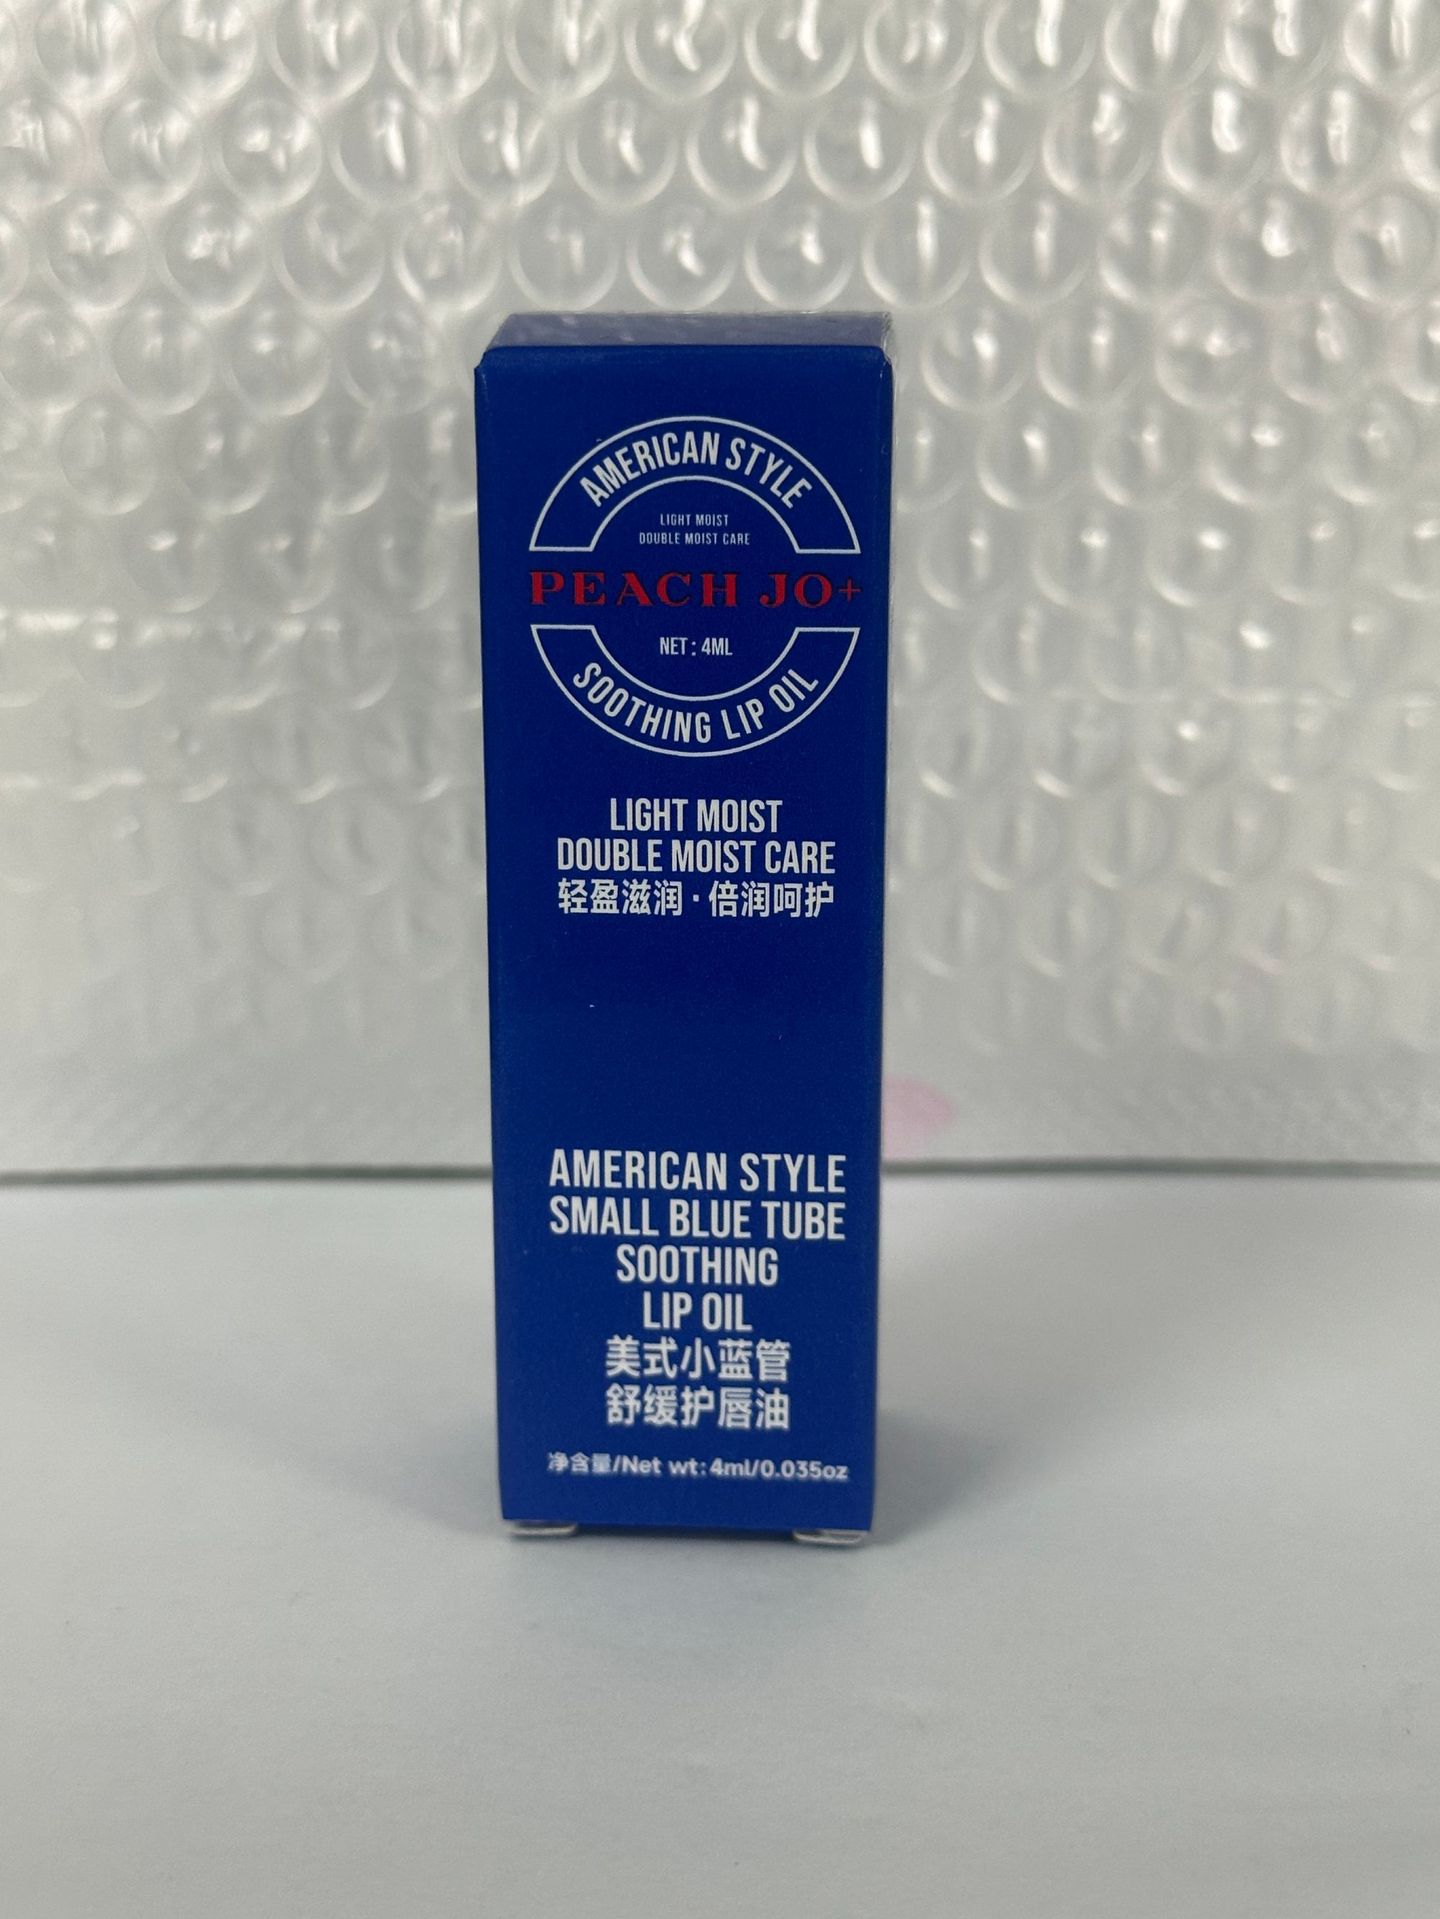 AMERICAN STYLE
LIGHT MOIST
DOUBLE MOIST CARE
PEACH JO+
NET : 4ML
SOOTHING LIP OIL
LIGHT MOIST
DOUBLE MOIST CARE
轻盈滋润·倍润呵护
AMERICAN STYLE
SMALL BLUE TUBE
SOOTHING
LIP OIL
美式小蓝管
舒缓护唇油
净含量/Net wt:4ml/0.035oz